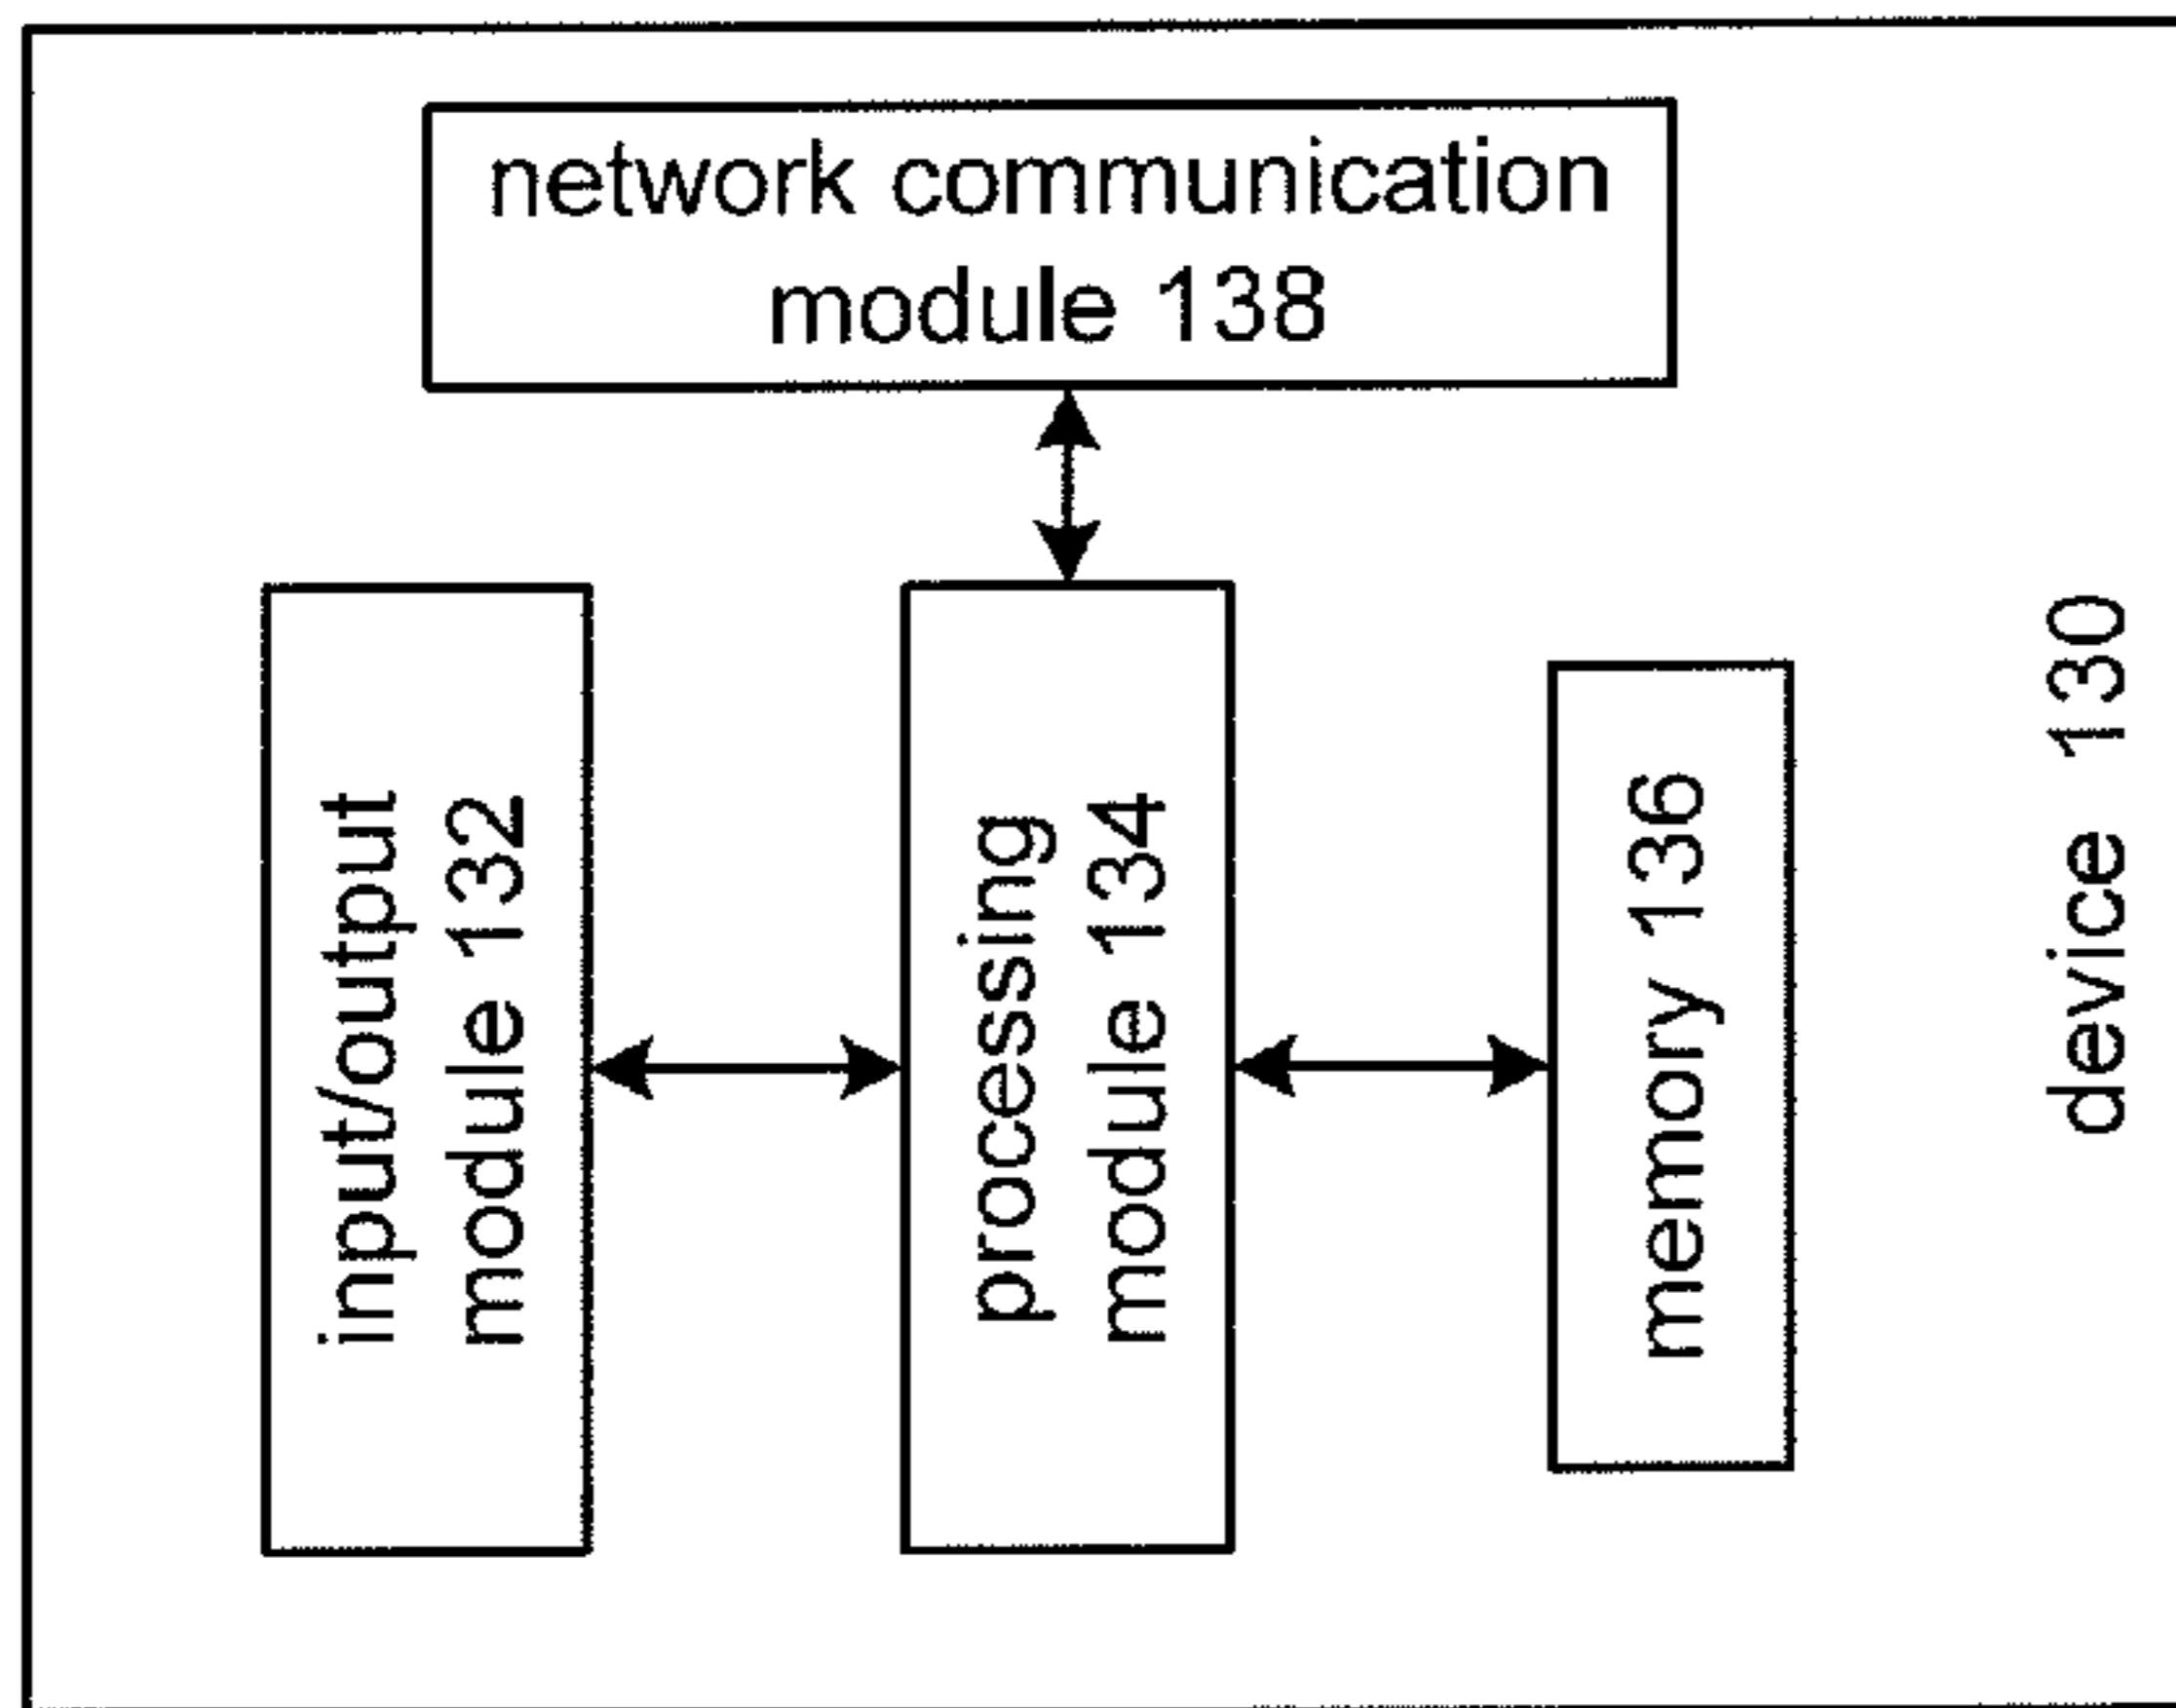 network communication
module 138
input/output
module 132
processing
module 134
memory 136
device 130